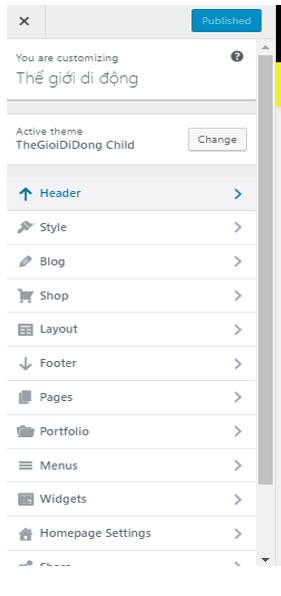 Published
You are customizing
Thế giới di động
Active theme
TheGioiDiDong Child
Change
Header
Style
Blog
Shop
Layout
Footer
Pages
Portfolio
Menus
Widgets
Homepage Settings
Share